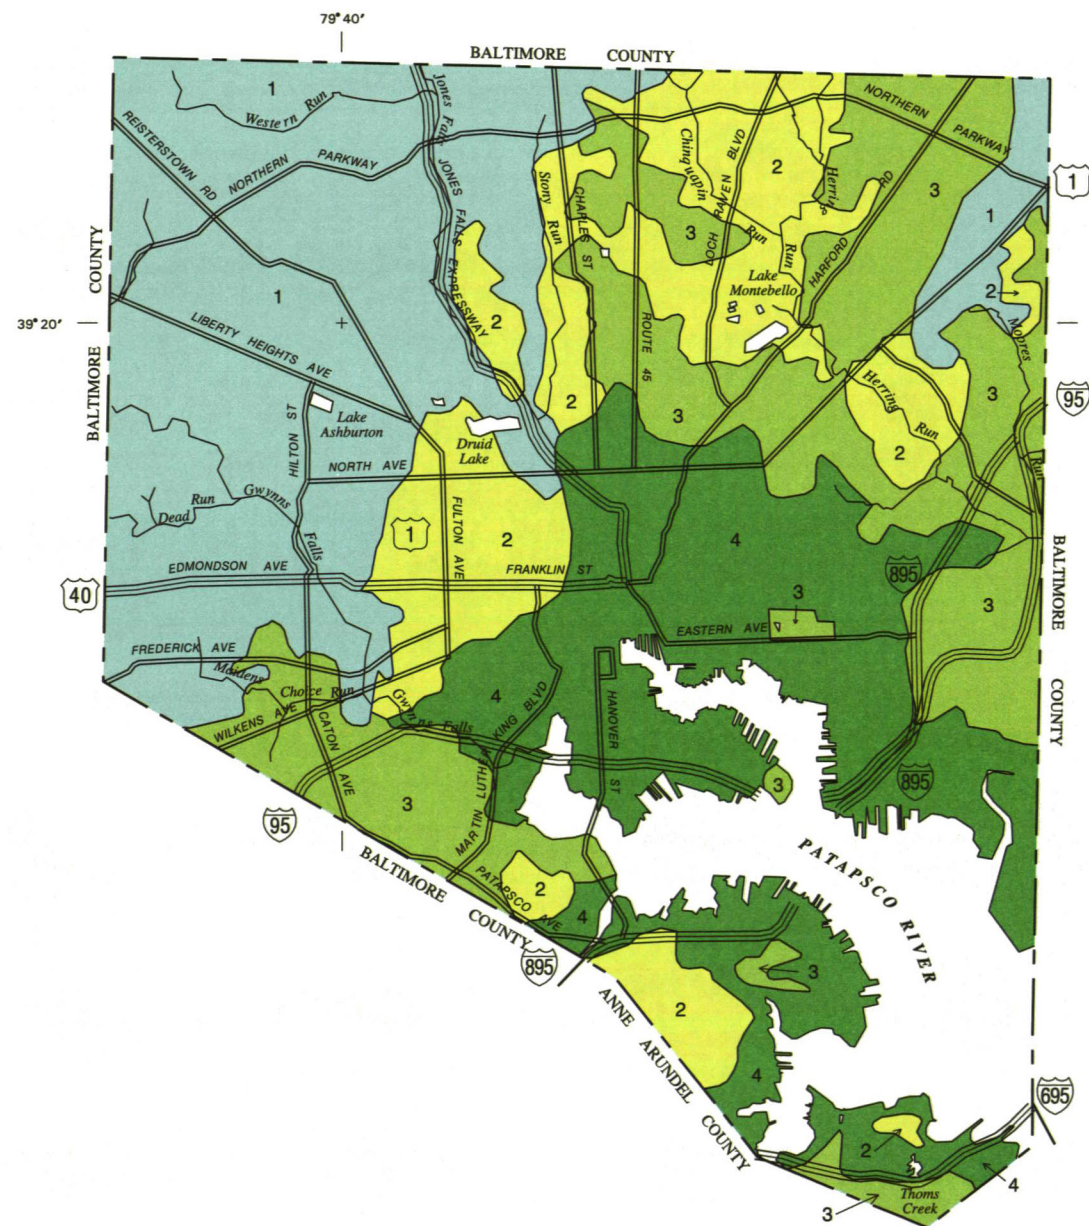 79° 40′
BALTIMORE COUNTY
1
Western Run
Jones Falls
JONES FALLS EXPRESSWAY
REISTERSTOWN RD
NORTHERN PARKWAY
Stony Run
CHARLES ST
Chinquapin Run
LOCH RAVEN BLVD
2
Herring Run
HARFORD RD
NORTHERN PARKWAY
3
1
1
3
Lake
Montebello
BALTIMORE COUNTY
39° 20′
1
LIBERTY HEIGHTS AVE
2
ROUTE 45
2
Mopres Run
3
95
HILTON ST
Lake
Ashburton
Druid
Lake
2
3
Herring Run
2
NORTH AVE
Dead Run
Gwynns Falls
1
FULTON AVE
2
4
EDMONDSON AVE
FRANKLIN ST
895
40
3
3
BALTIMORE COUNTY
EASTERN AVE
FREDERICK AVE
Maidens Choice Run
WILKENS AVE
CATON AVE
Gwynns Falls
4
MARTIN LUTHER KING BLVD
HANOVER ST
895
3
3
95
BALTIMORE COUNTY
PATAPSCO AVE
2
4
PATAPSCO RIVER
895
3
2
ANNE ARUNDEL COUNTY
4
695
2
4
3
Thoms
Creek